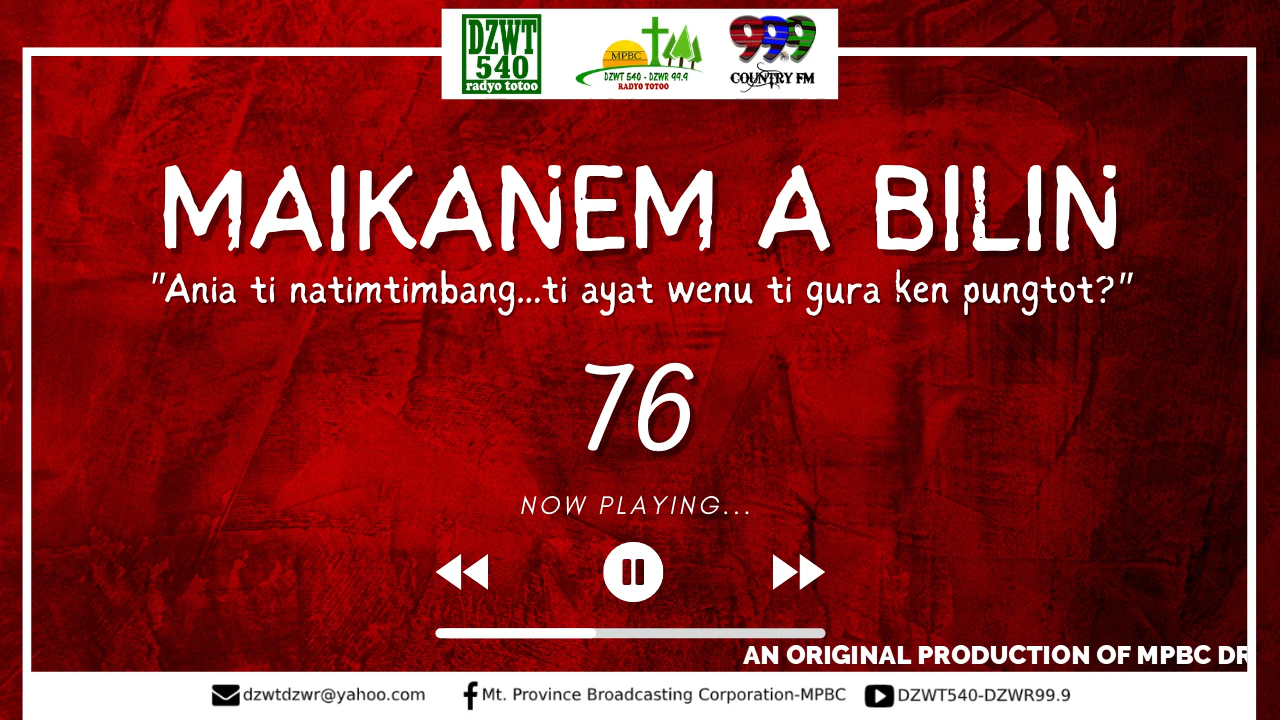 DZWT
540
radyo totoo
MPBC
DZWT 540 - DZWR 99.9
RADYO TOTOO
99.9
COUNTRY FM
MAIKANEM A BILIN
"Ania ti natimtimbang...ti ayat wenu ti gura ken pungtot?"
76
NOW PLAYING...
AN ORIGINAL PRODUCTION OF MPBC DR
dzwtdzwr@yahoo.com
Mt. Province Broadcasting Corporation-MPBC
DZWT540-DZWR99.9